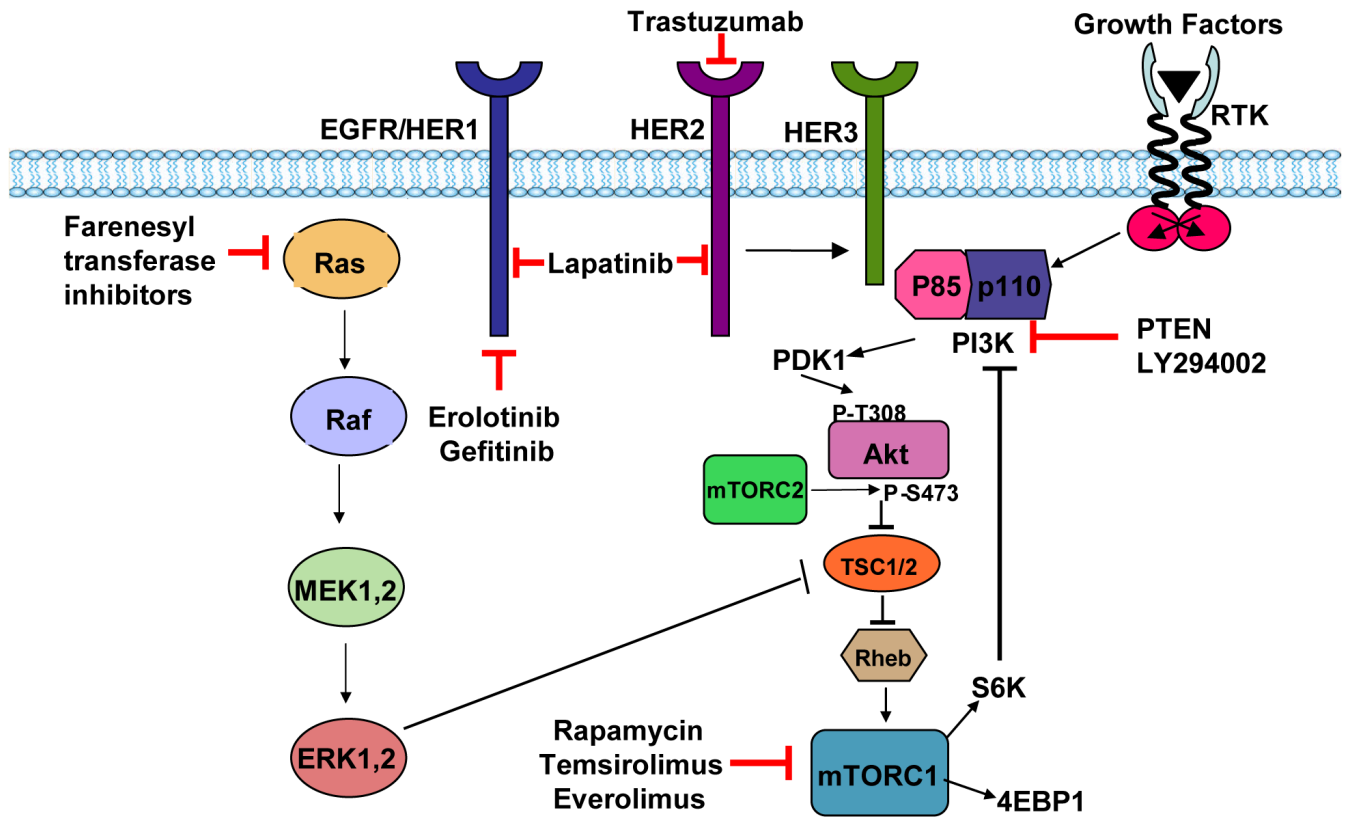 Trastuzumab
Growth Factors
EGFR/HER1
HER2
HER3
RTK
Farenesyl
transferase
inhibitors
Ras
Lapatinib
P85
p110
PI3K
PTEN
LY294002
PDK1
Raf
Erolotinib
Gefitinib
P-T308
Akt
mTORC2
P-S473
TSC1/2
MEK1,2
Rheb
S6K
ERK1,2
Rapamycin
Temsirolimus
Everolimus
mTORC1
4EBP1